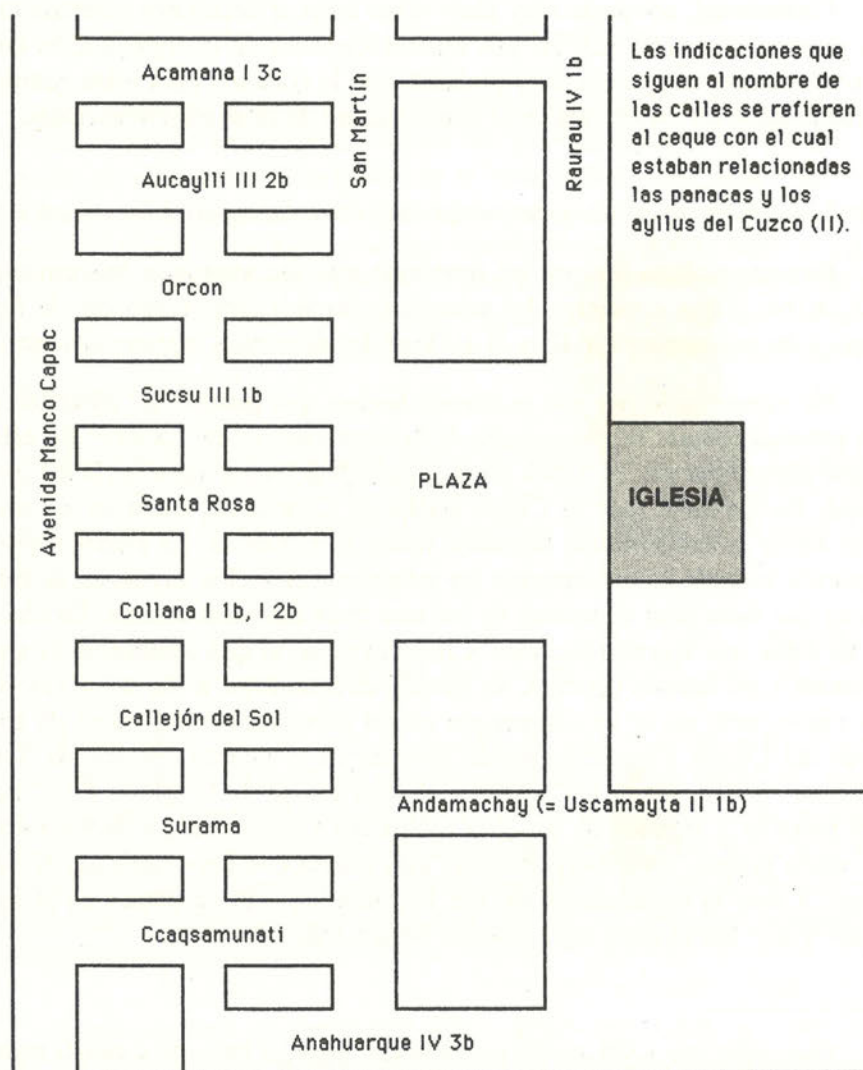 Acamana I 3c
San Martín
Raurau IV 1b
Las indicaciones que
siguen al nombre de
las calles se refieren
al ceque con el cual
estaban relacionadas
las panacas y los
ayllus del Cuzco (II).
Aucaylli III 2b
Orcon
Avenida Manco Capac
Sucsu III 1b
PLAZA
IGLESIA
Santa Rosa
Collana I 1b, I 2b
Callejón del Sol
Andamachay (= Uscamayta II 1b)
Surama
Ccaqsamunati
Anahuarque IV 3b